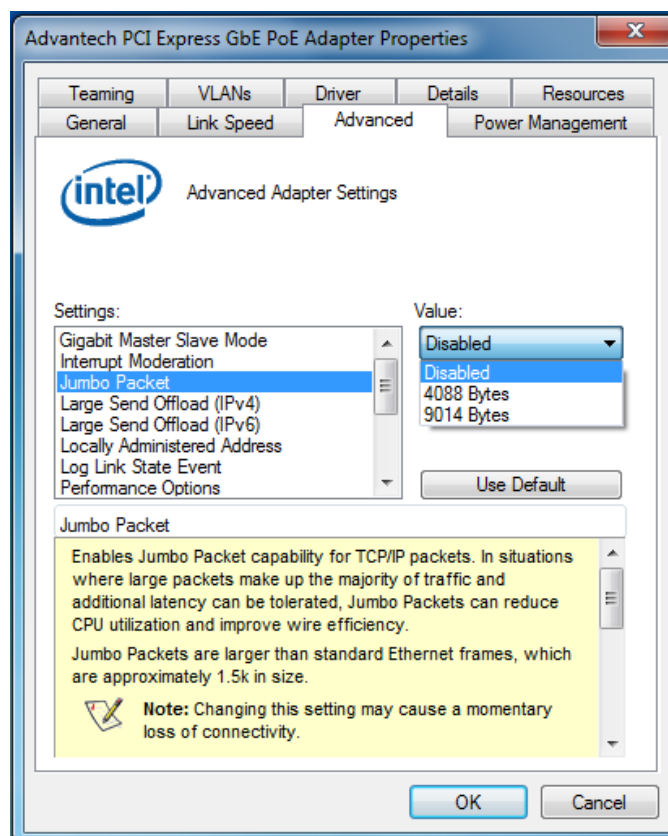 Advantech PCI Express GbE PoE Adapter Properties
Teaming VLANs Driver Details Resources
General Link Speed Advanced Power Management
intel
Advanced Adapter Settings
Settings:
Gigabit Master Slave Mode
Interrupt Moderation
Jumbo Packet
Large Send Offload (IPv4)
Large Send Offload (IPv6)
Locally Administered Address
Log Link State Event
Performance Options
Value:
Disabled
Disabled
4088 Bytes
9014 Bytes
Use Default
Jumbo Packet
Enables Jumbo Packet capability for TCP/IP packets. In situations
where large packets make up the majority of traffic and
additional latency can be tolerated, Jumbo Packets can reduce
CPU utilization and improve wire efficiency.
Jumbo Packets are larger than standard Ethernet frames, which
are approximately 1.5k in size.
Note: Changing this setting may cause a momentary
loss of connectivity.
OK Cancel